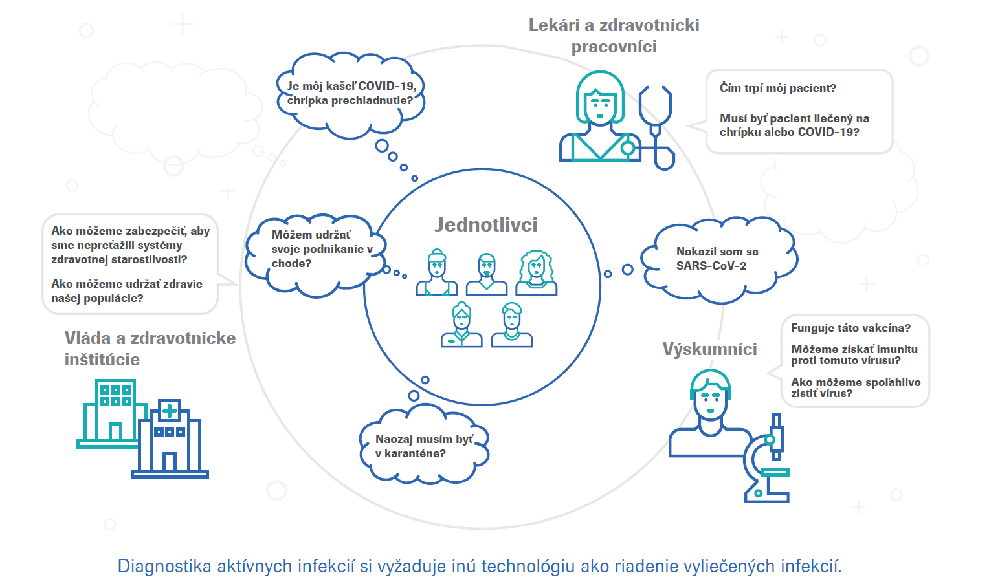 Lekári a zdravotnícki
pracovníci
Čím trpí môj pacient?
Musí byť pacient liečený na
chrípku alebo COVID-19?
Je môj kašeľ COVID-19,
chrípka prechladnutie?
Jednotlivci
Môžem udržať
svoje podnikanie v
chode?
Nakazil som sa
SARS-CoV-2
Ako môžeme zabezpečiť, aby
sme nepreťažili systémy
zdravotnej starostlivosti?
Ako môžeme udržať zdravie
našej populácie?
Vláda a zdravotnícke
inštitúcie
Výskumníci
Funguje táto vakcína?
Môžeme získať imunitu
proti tomuto vírusu?
Ako môžeme spoľahlivo
zistiť vírus?
Naozaj musím byť
v karanténe?
Diagnostika aktívnych infekcií si vyžaduje inú technológiu ako riadenie vyliečených infekcií.